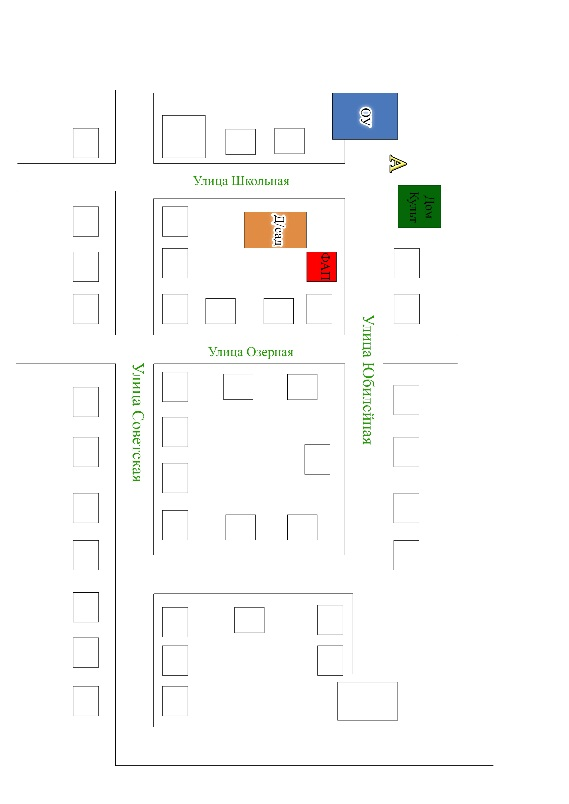 ОУ
А
Улица Школьная
Дом
Культ
Д/сад
ФАП
Улица Озерная
Улица Юбилейная
Улица Советская